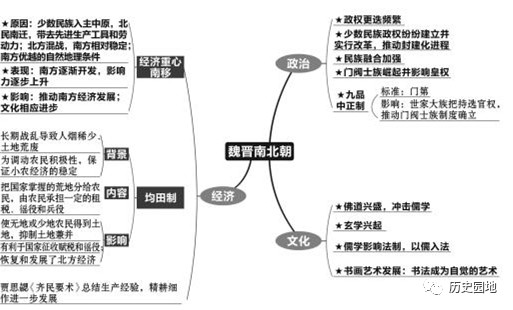 魏晋南北朝
政治
★政权更迭频繁
★少数民族政权纷纷建立并
实行改革，推动封建化进程
★民族融合加强
★门阀士族崛起并影响皇权
★九品
中正制
标准：门第
影响：世家大族把持选官权，
推动门阀士族制度确立
文化
★佛道兴盛，冲击儒学
★玄学兴起
★儒学影响法制，以儒入法
★书画艺术发展：书法成为自觉的艺术
经济
经济重心
南移
★原因：少数民族入主中原，北
民南迁，带去先进生产工具和劳
动力；北方混战，南方相对稳定；
南方优越的自然地理条件
★表现：南方逐渐开发，影响
力逐步上升
★影响：推动南方经济发展；
文化相应进步
均田制
背景
长期战乱导致人烟稀少、
土地荒废
为调动农民积极性，保
证小农经济的稳定
内容
把国家掌握的荒地分给农
民，由农民承担一定的租
税、徭役和兵役
影响
使无地或少地农民得到土
地，抑制土地兼并
有利于国家征收赋税和徭役；
恢复和发展了北方经济
贾思勰《齐民要术》总结生产经验，精耕细
作进一步发展
历史园地